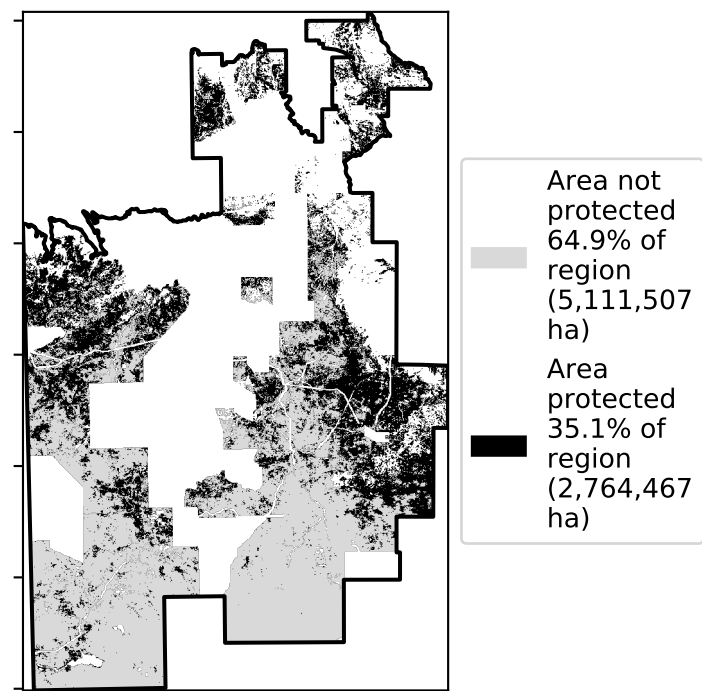 Area not
protected
64.9% of
region
(5,111,507
ha)
Area
protected
35.1% of
region
(2,764,467
ha)